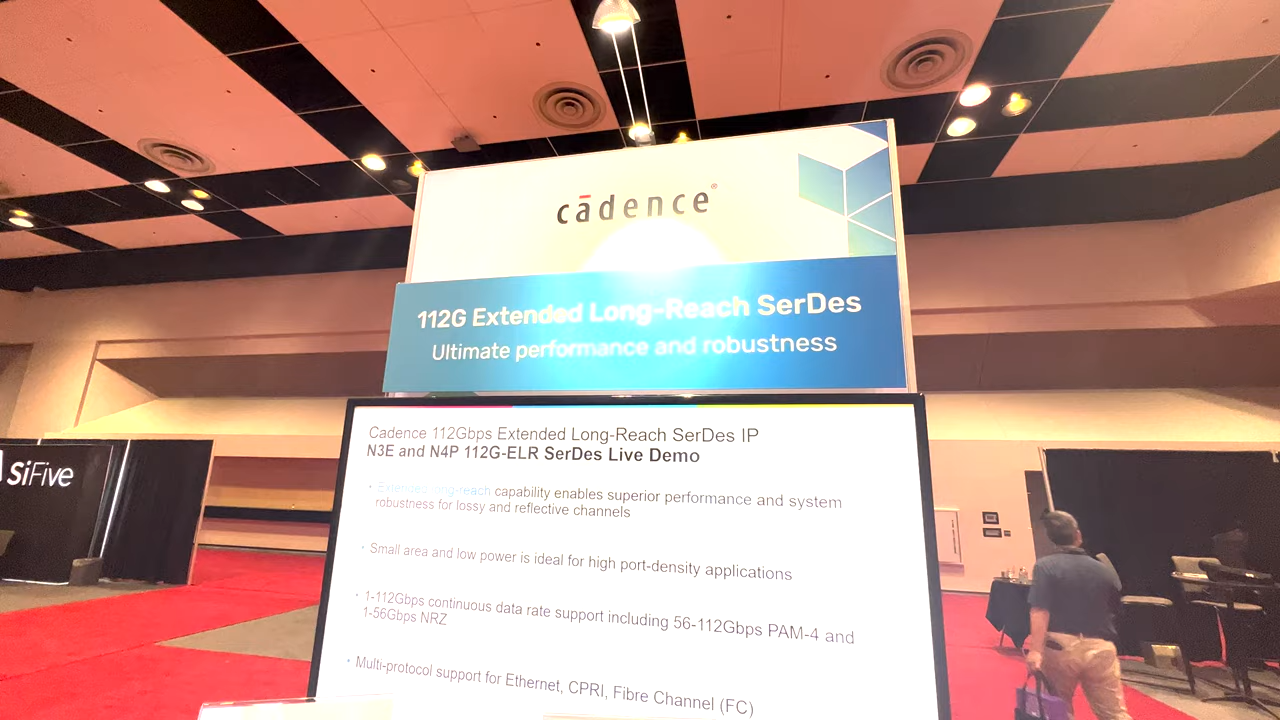 cādence®
112G Extended Long-Reach SerDes
Ultimate performance and robustness
Cadence 112Gbps Extended Long-Reach SerDes IP
N3E and N4P 112G-ELR SerDes Live Demo
• Extended long-reach capability enables superior performance and system
robustness for lossy and reflective channels
• Small area and low power is ideal for high port-density applications
• 1-112Gbps continuous data rate support including 56-112Gbps PAM-4 and
1-56Gbps NRZ
• Multi-protocol support for Ethernet, CPRI, Fibre Channel (FC)
SiFive